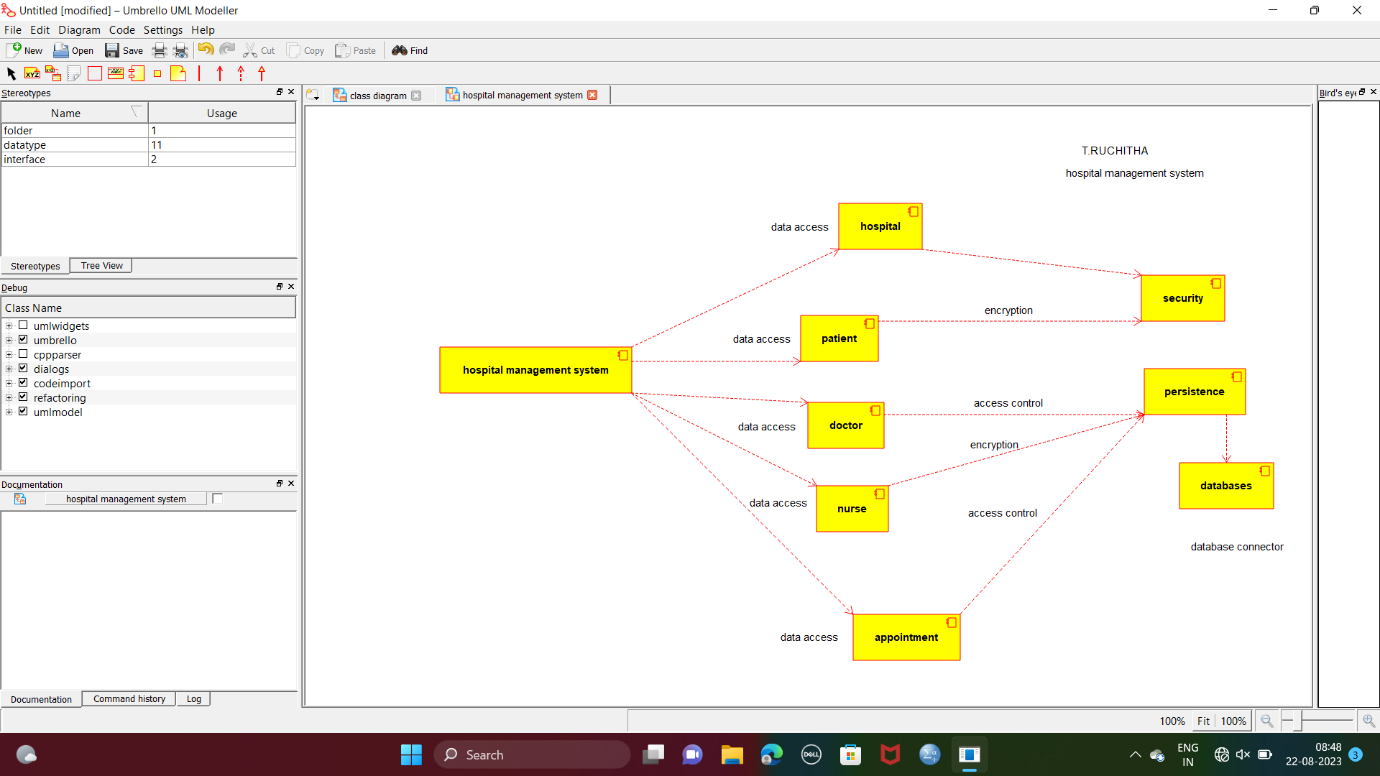 Untitled [modified] – Umbrello UML Modeller
File Edit Diagram Code Settings Help
New Open Save Cut Copy Paste Find
XYZ
Stereotypes
Name Usage
folder 1
datatype 11
interface 2
Stereotypes Tree View
Debug
Class Name
umlwidgets
umbrello
cppparser
dialogs
codeimport
refactoring
umlmodel
Documentation
hospital management system
Documentation Command history Log
class diagram hospital management system
Bird's eye
T.RUCHITHA
hospital management system
data access hospital
security
encryption
data access patient
hospital management system
persistence
access control
data access doctor
encryption
databases
data access nurse
access control
database connector
data access appointment
100% Fit 100%
Search
DELL
ENG
IN
08:48
22-08-2023
3